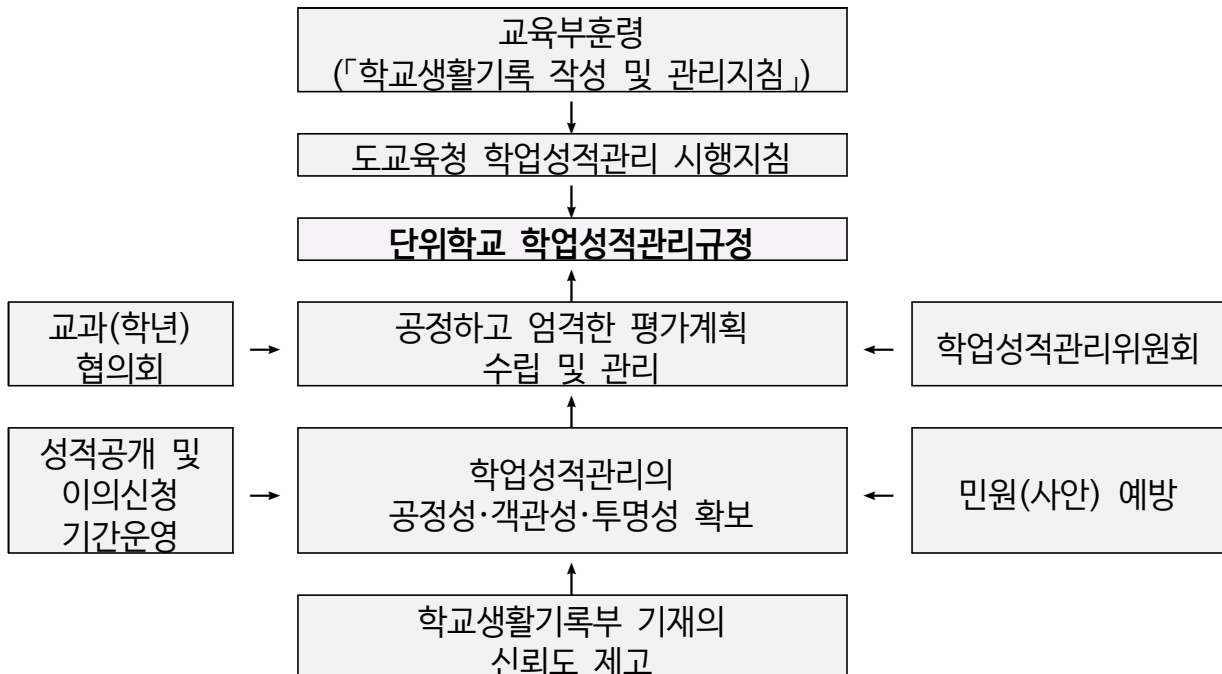 교육부훈령
(｢학교생활기록 작성 및 관리지침｣)
도교육청 학업성적관리 시행지침
단위학교 학업성적관리규정
교과(학년)
협의회
공정하고 엄격한 평가계획
수립 및 관리
학업성적관리위원회
성적공개 및
이의신청
기간운영
학업성적관리의
공정성·객관성·투명성 확보
민원(사안) 예방
학교생활기록부 기재의
신뢰도 제고